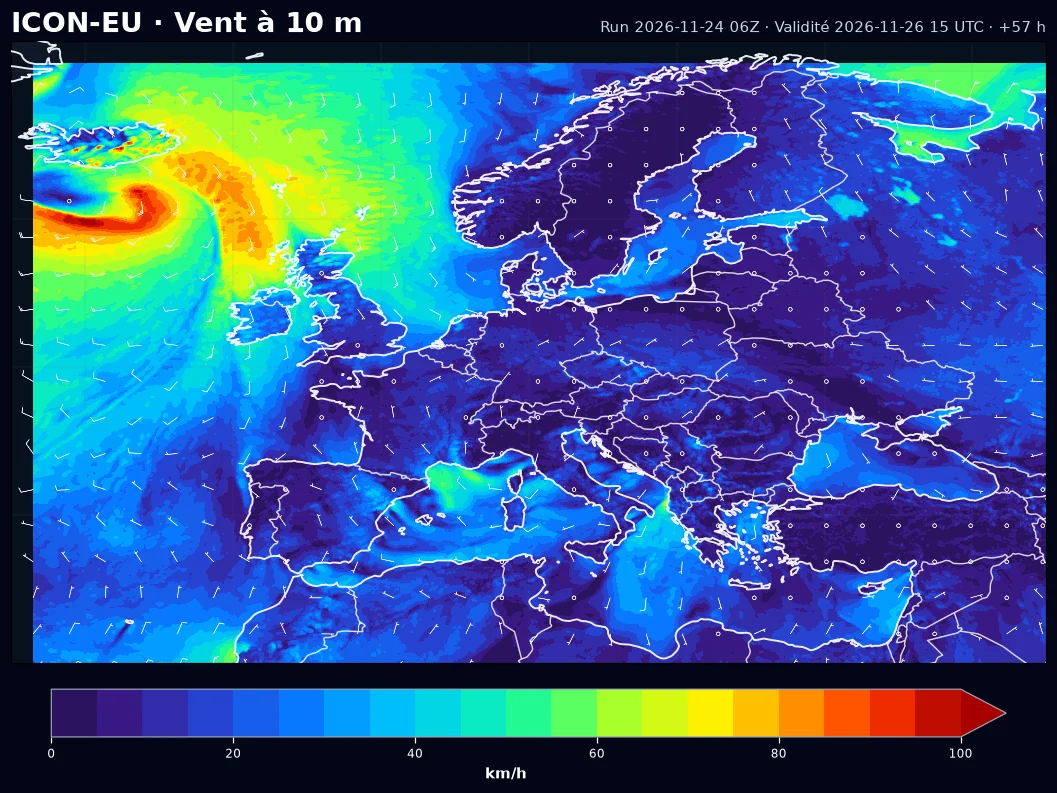 ICON-EU · Vent à 10 m
Run 2026-11-24 06Z · Validité 2026-11-26 15 UTC · +57 h
0 20 40 60 80 100
km/h